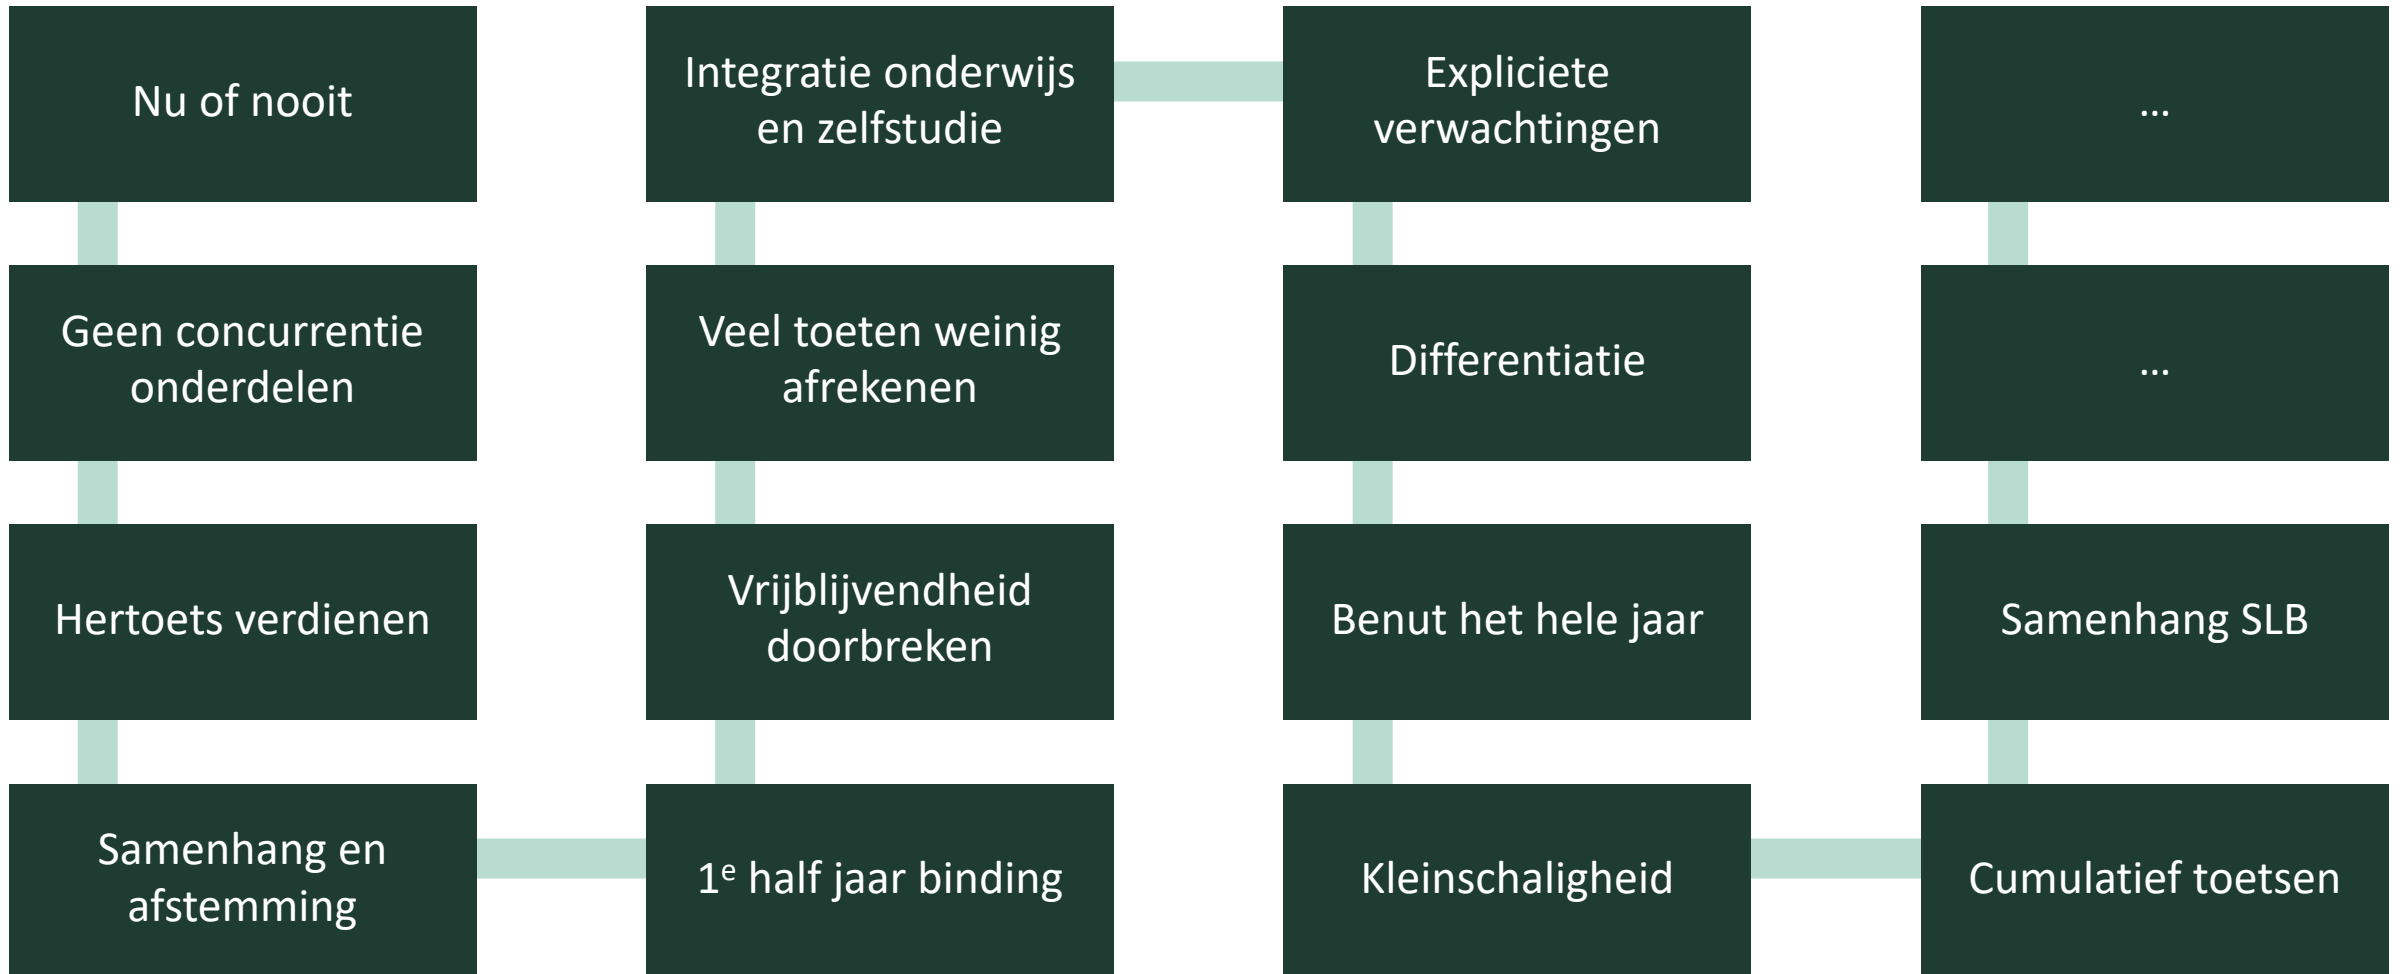 Nu of nooit
Geen concurrentie
onderdelen
Hertoets verdienen
Samenhang en
afstemming
1e half jaar binding
Vrijblijvendheid
doorbreken
Veel toeten weinig
afrekenen
Integratie onderwijs
en zelfstudie
Expliciete
verwachtingen
Differentiatie
Benut het hele jaar
Kleinschaligheid
Cumulatief toetsen
Samenhang SLB
...
...